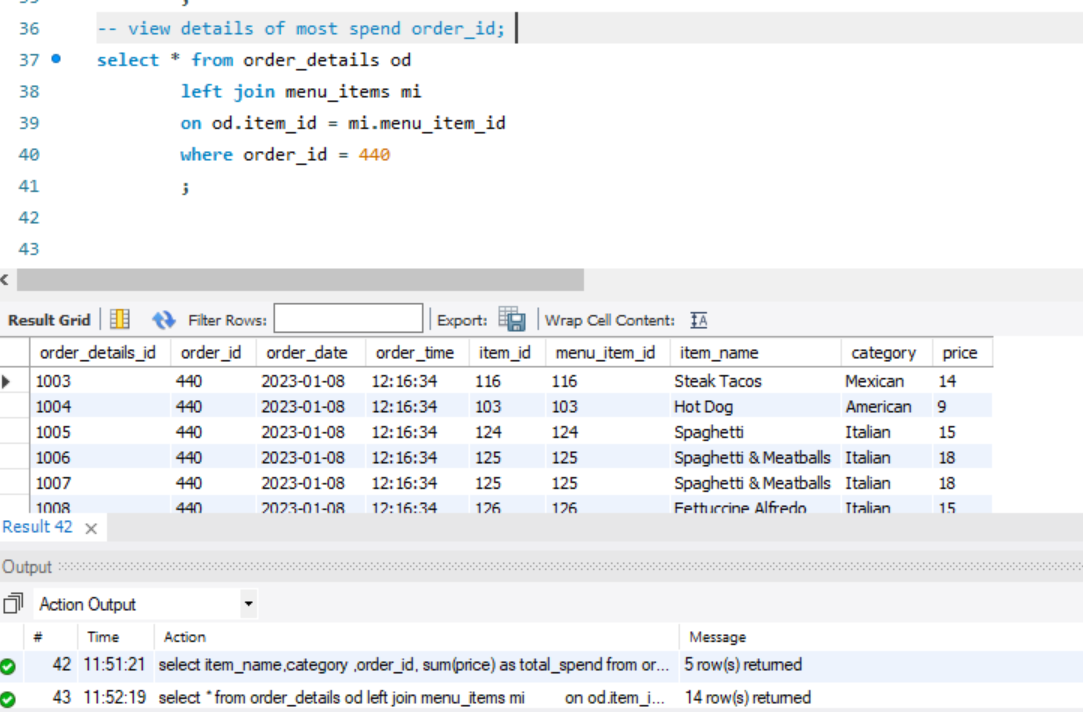 36 -- view details of most spend order_id;
37 select * from order_details od
38 left join menu_items mi
39 on od.item_id = mi.menu_item_id
40 where order_id = 440
41 ;
42
43
Result Grid Filter Rows: Export: Wrap Cell Content:
order_details_id order_id order_date order_time item_id menu_item_id item_name category price
1003 440 2023-01-08 12:16:34 116 116 Steak Tacos Mexican 14
1004 440 2023-01-08 12:16:34 103 103 Hot Dog American 9
1005 440 2023-01-08 12:16:34 124 124 Spaghetti Italian 15
1006 440 2023-01-08 12:16:34 125 125 Spaghetti & Meatballs Italian 18
1007 440 2023-01-08 12:16:34 125 125 Spaghetti & Meatballs Italian 18
1008 440 2023-01-08 12:16:34 126 126 Fettuccine Alfredo Italian 15
Result 42
Output
Action Output
# Time Action Message
42 11:51:21 select item_name,category ,order_id, sum(price) as total_spend from or... 5 row(s) returned
43 11:52:19 select * from order_details od left join menu_items mi on od.item_i... 14 row(s) returned